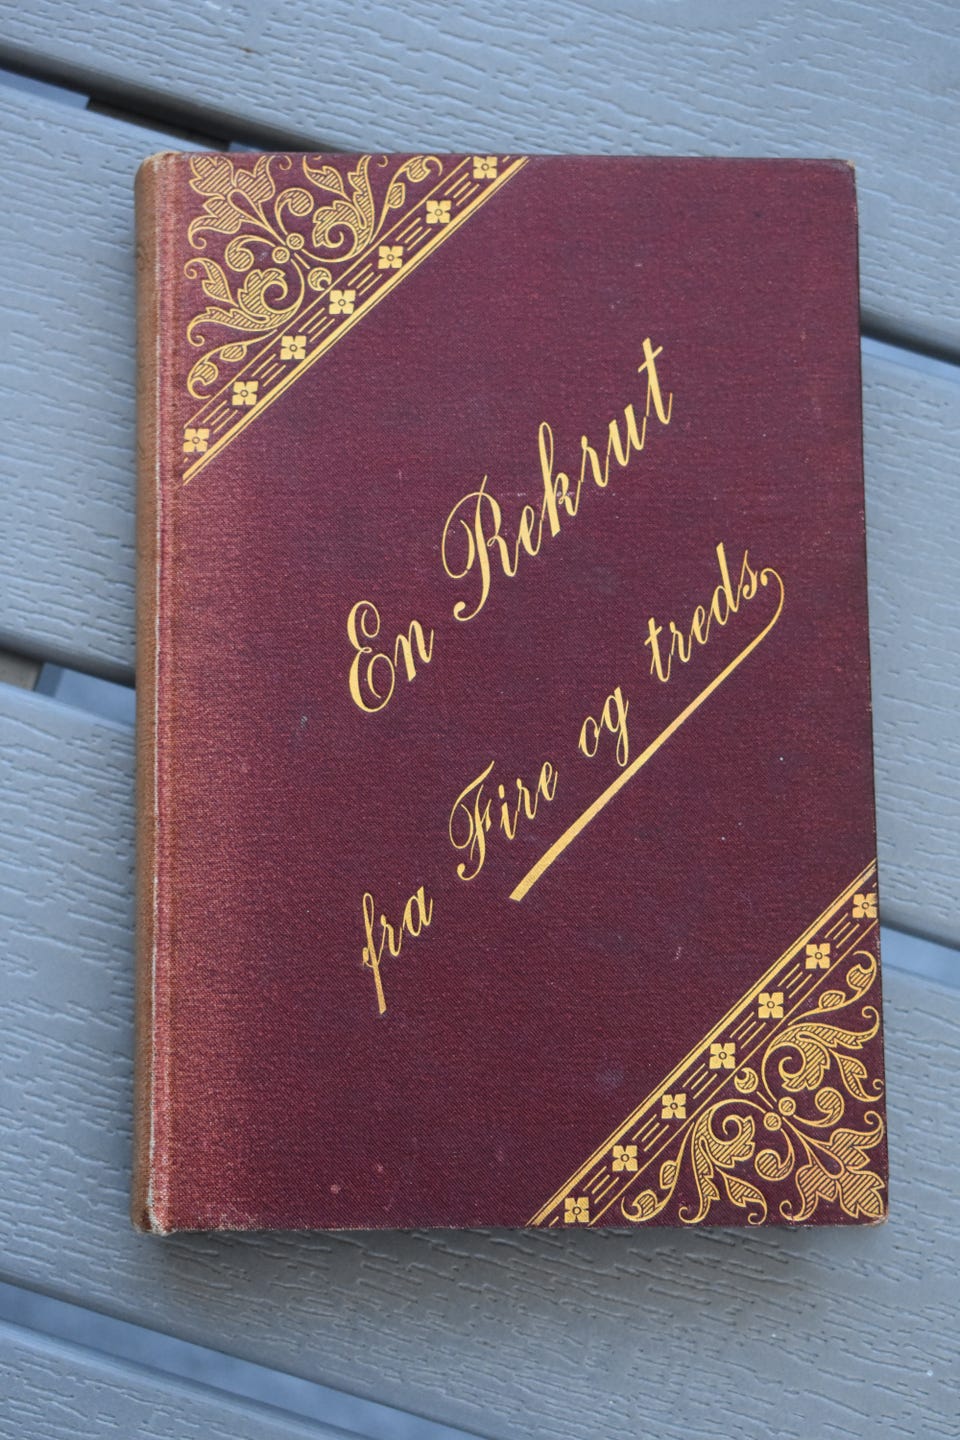 En Rekrut
fra Fire og treds.